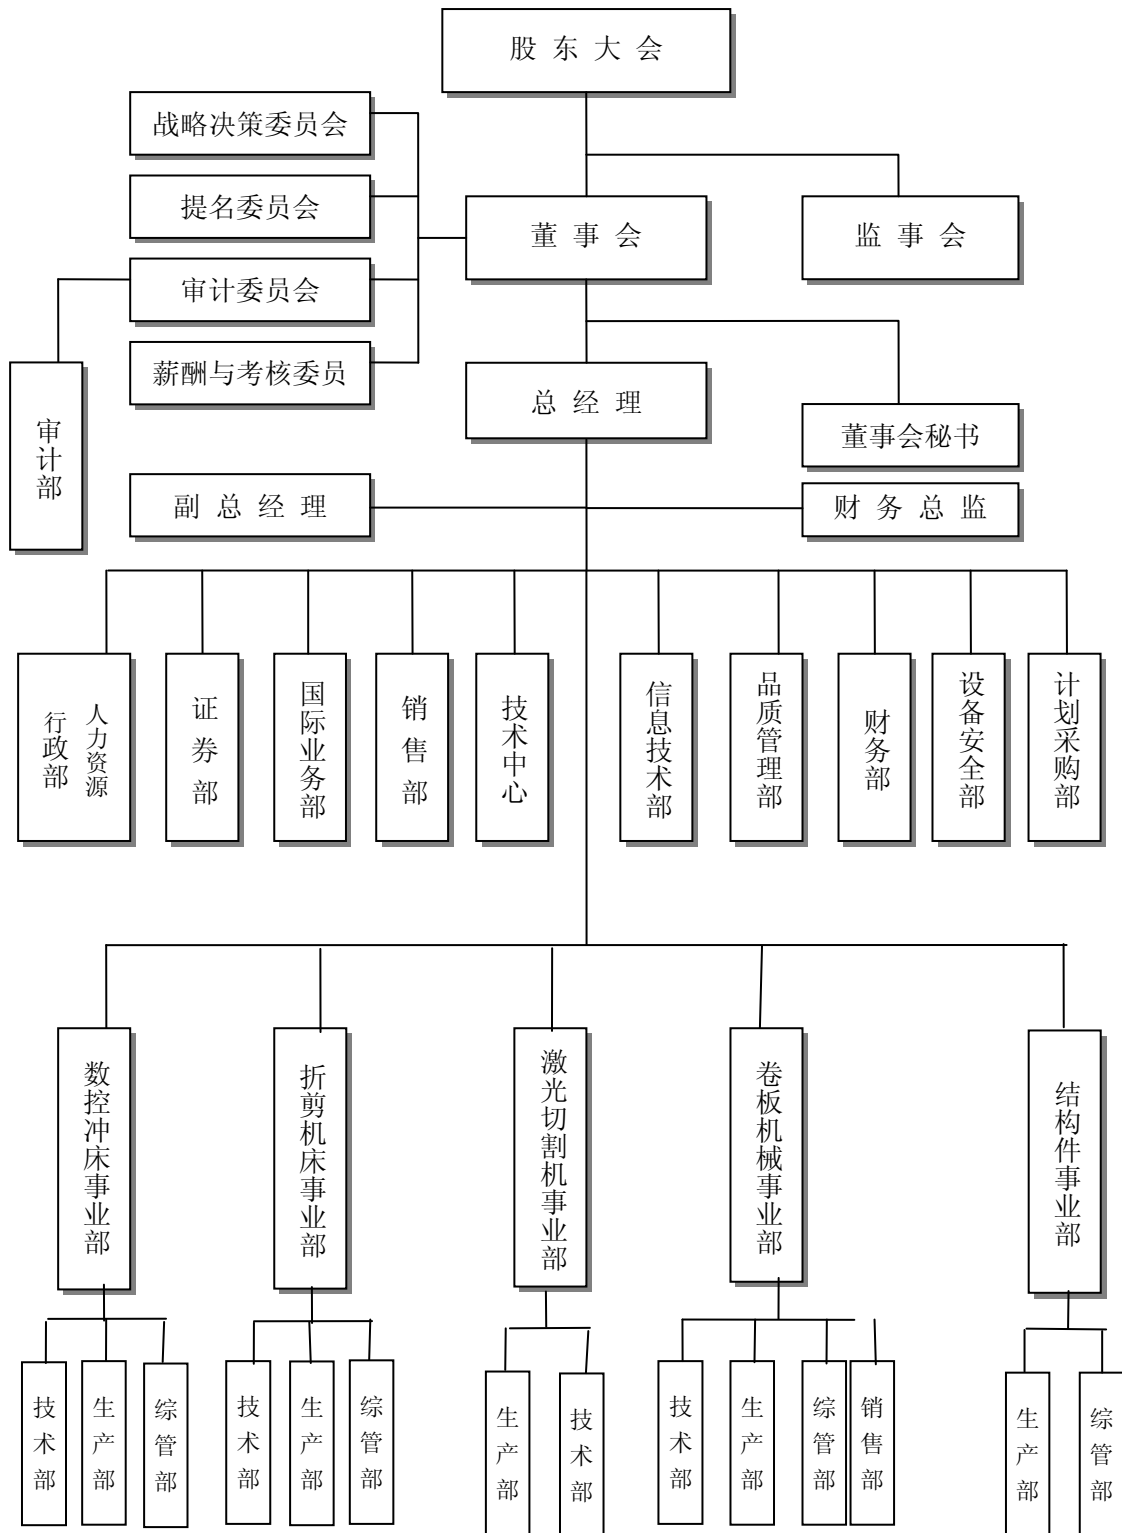 股东大会
战略决策委员会
提名委员会
董事会
监事会
审计委员会
薪酬与考核委员
总经理
董事会秘书
审计部
副总经理
财务总监
人力资源
行政部
证券部
国际业务部
销售部
技术中心
信息技术部
品质管理部
财务部
设备安全部
计划采购部
数控冲床事业部
折剪机床事业部
激光切割机事业部
卷板机械事业部
结构件事业部
技术部
生产部
综管部
技术部
生产部
综管部
生产部
技术部
技术部
生产部
综管部
销售部
生产部
综管部